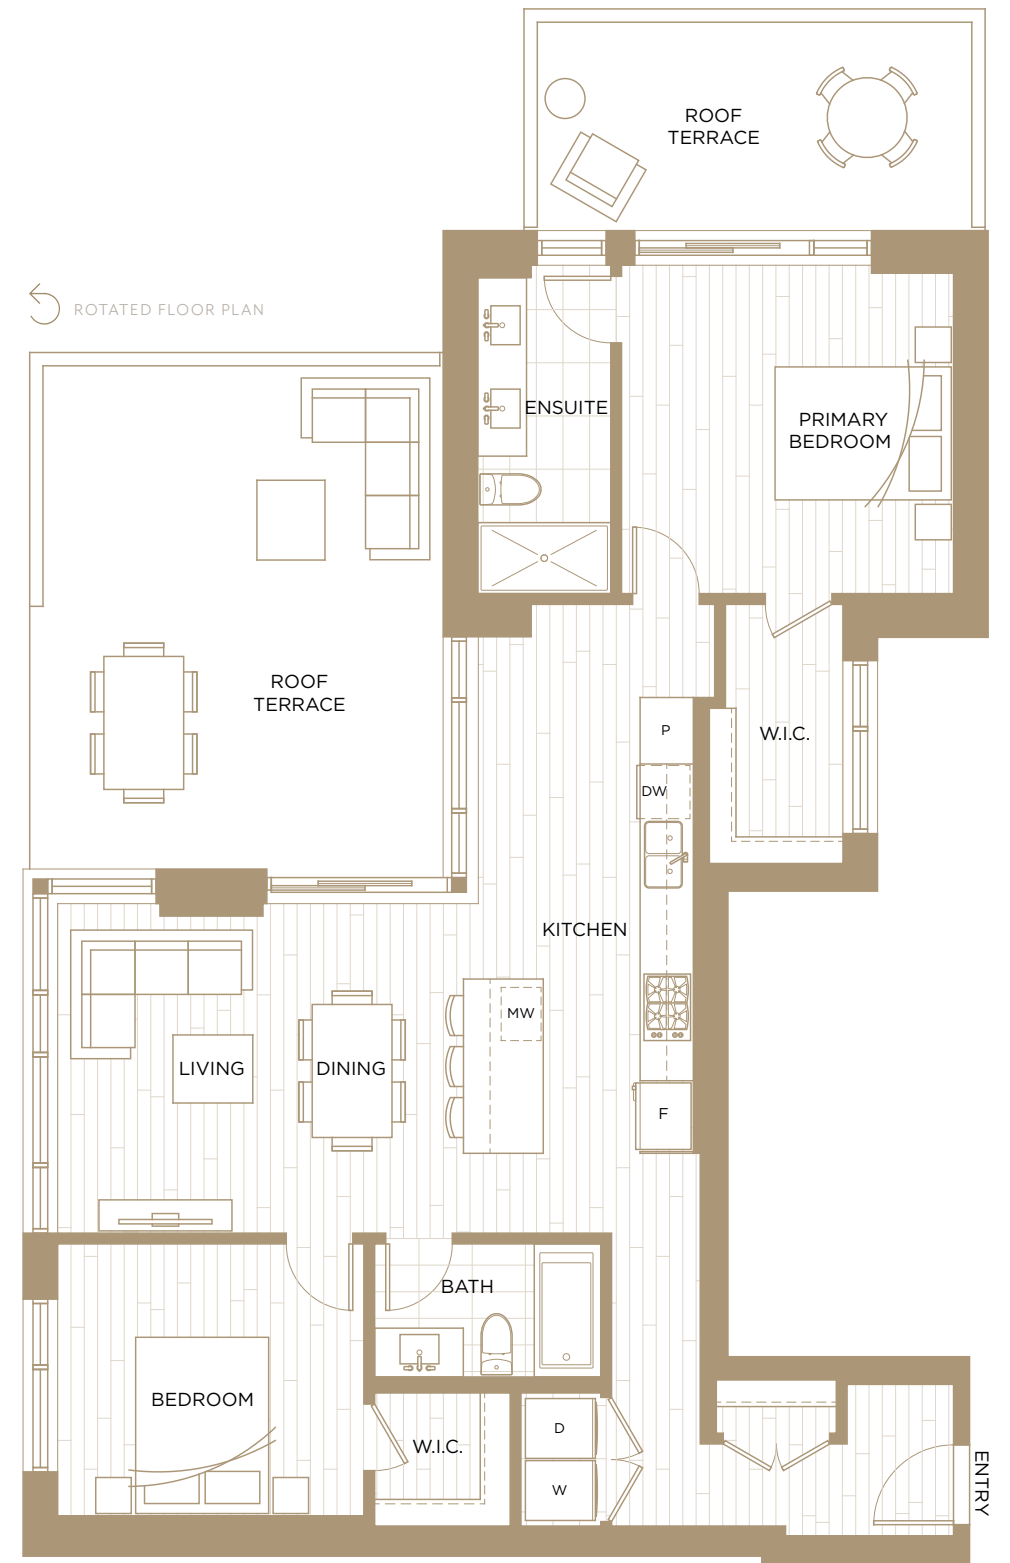 ROOF
TERRACE
ROTATED FLOOR PLAN
ENSUITE
PRIMARY
BEDROOM
ROOF
TERRACE
P
W.I.C.
DW
KITCHEN
MW
LIVING
DINING
F
BATH
BEDROOM
W.I.C.
D
W
ENTRY